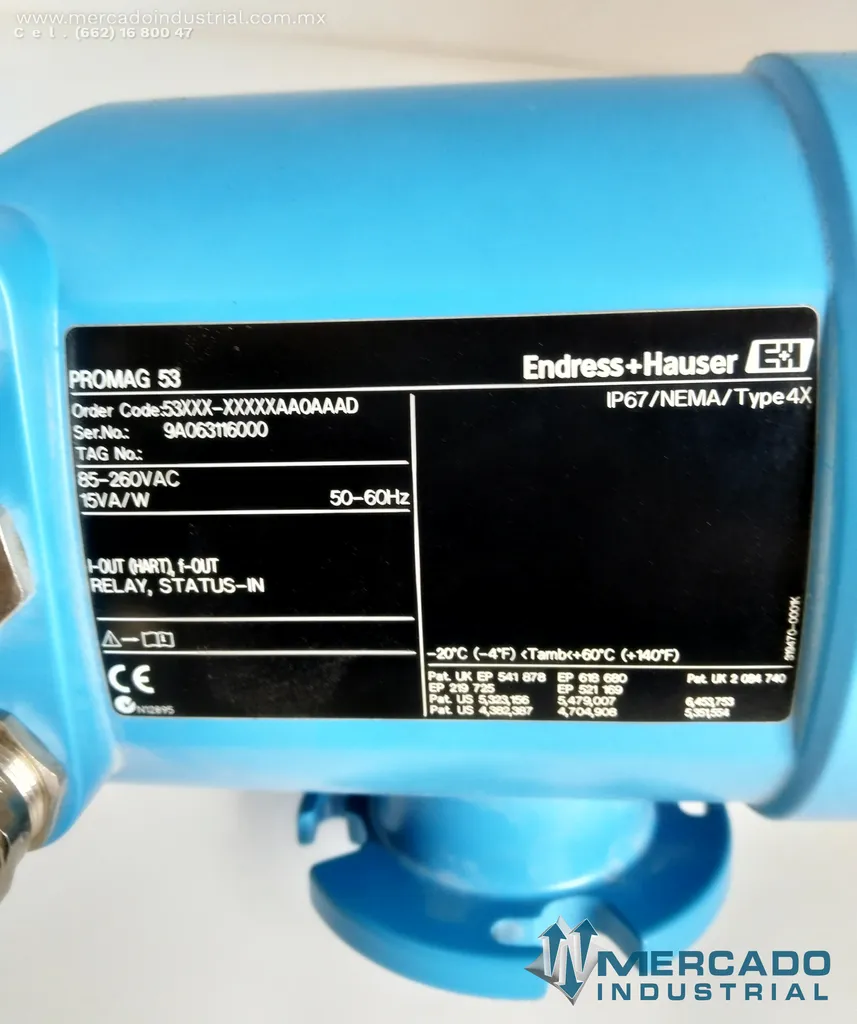 www.mercadoindustrial.com.mx
Cel. (662) 16 800 47
PROMAG 53
Endress+Hauser E+H
Order Code:53XXX-XXXXXAA0AAAD
Ser.No.: 9A063116000
TAG No.:
IP67/NEMA/Type4X
85-260VAC
15VA/W 50-60Hz
I-OUT (HART), f-OUT
RELAY, STATUS-IN
-20°C (-4°F) <Tamb<+60°C (+140°F)
319470-0001K
CE
N12895
Pat. UK EP 541 878 EP 618 680 Pat. UK 2 084 740
EP 219 725 EP 521 169
Pat. US 5,323,156 5,479,007 6,453,753
Pat. US 4,382,387 4,704,908 5,351,554
MERCADO
INDUSTRIAL